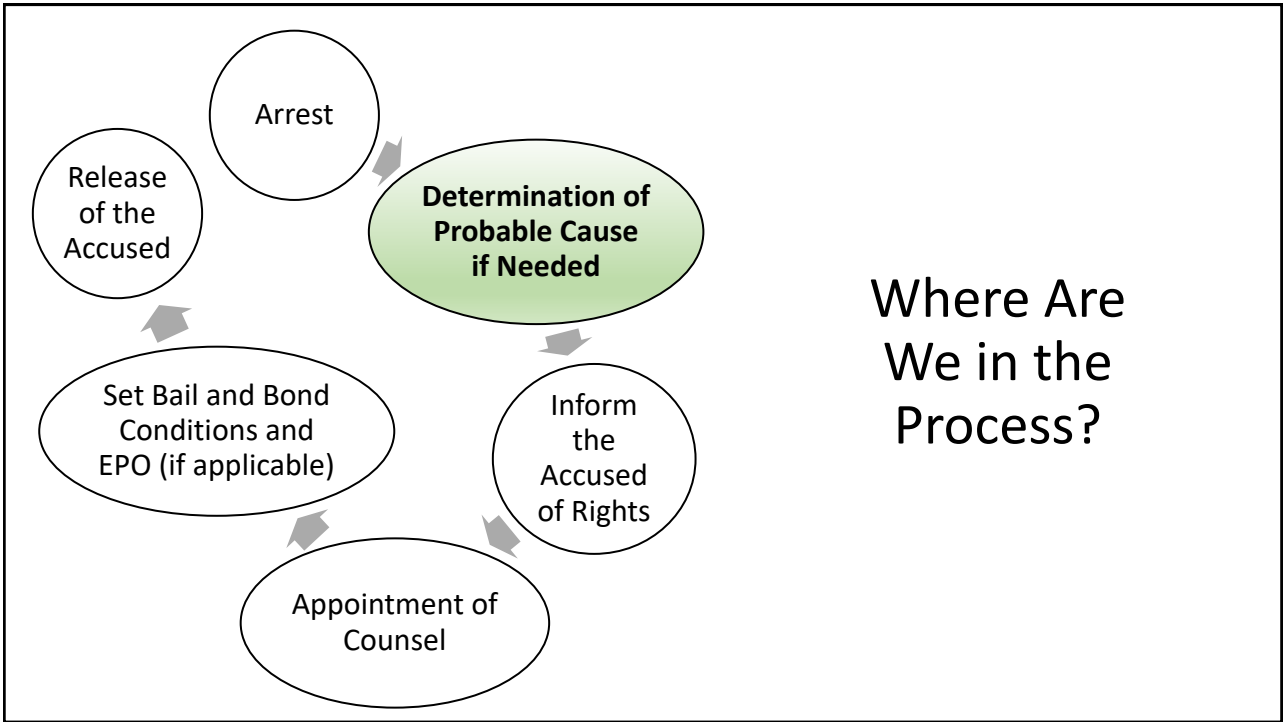 Arrest
Determination of
Probable Cause
if Needed
Inform
the
Accused
of Rights
Appointment of
Counsel
Set Bail and Bond
Conditions and
EPO (if applicable)
Release
of the
Accused
Where Are
We in the
Process?